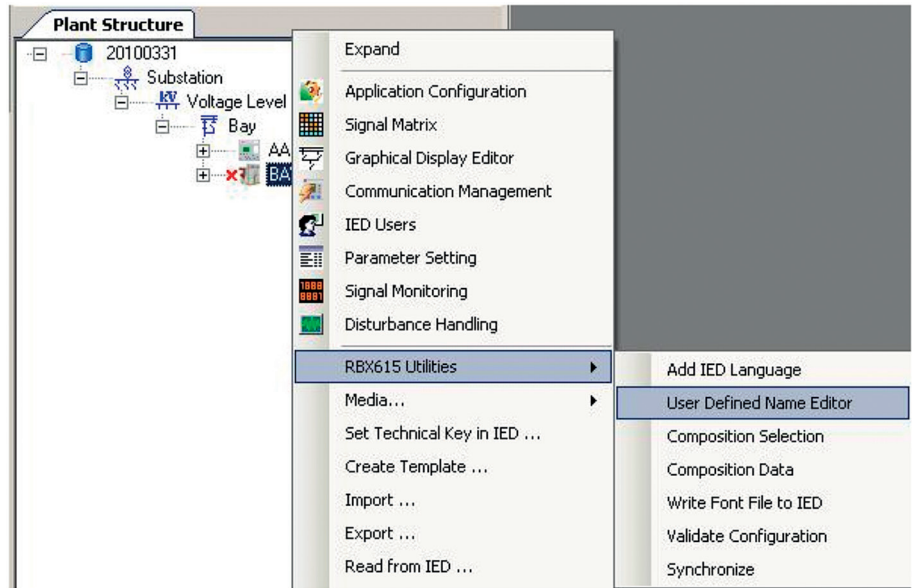 Plant Structure
20100331
Substation
Voltage Level
Bay
AA
BA
Expand
Application Configuration
Signal Matrix
Graphical Display Editor
Communication Management
IED Users
Parameter Setting
Signal Monitoring
Disturbance Handling
RBX615 Utilities
Media...
Set Technical Key in IED ...
Create Template ...
Import ...
Export ...
Read from IED ...
Add IED Language
User Defined Name Editor
Composition Selection
Composition Data
Write Font File to IED
Validate Configuration
Synchronize